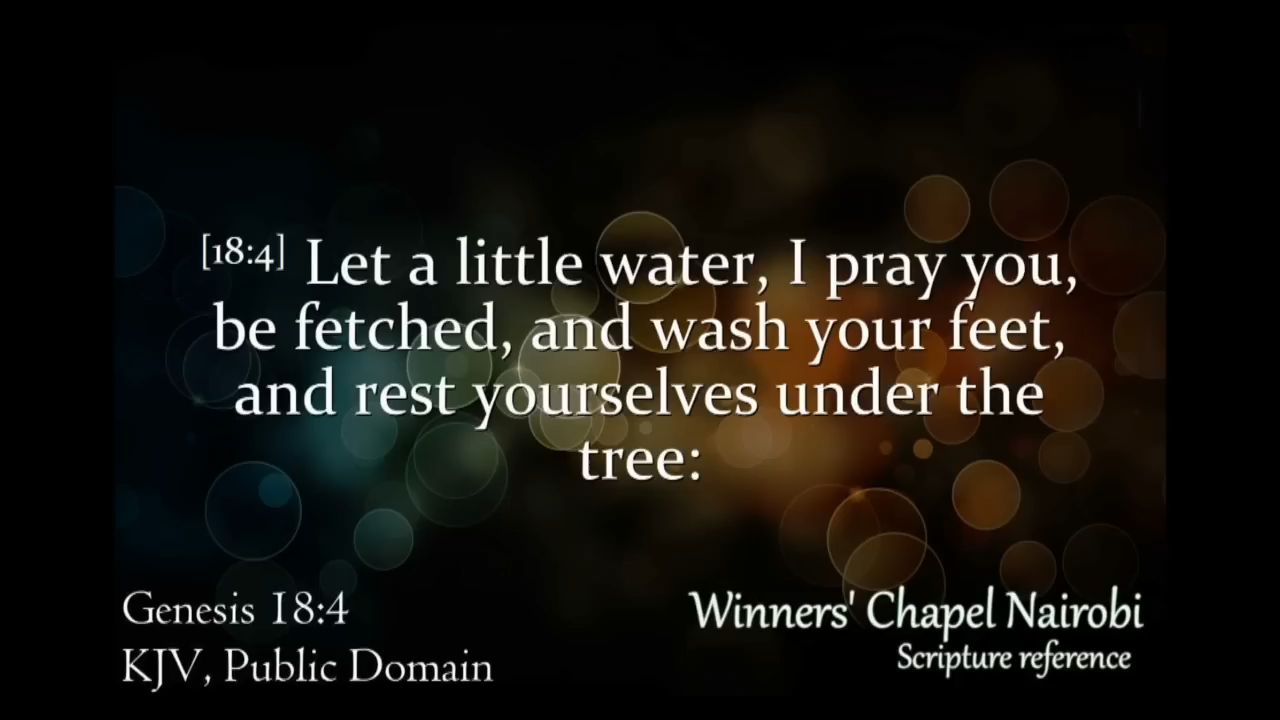 [18:4] Let a little water, I pray you,
be fetched, and wash your feet,
and rest yourselves under the
tree:
Genesis 18:4
KJV, Public Domain
Winners' Chapel Nairobi
Scripture reference